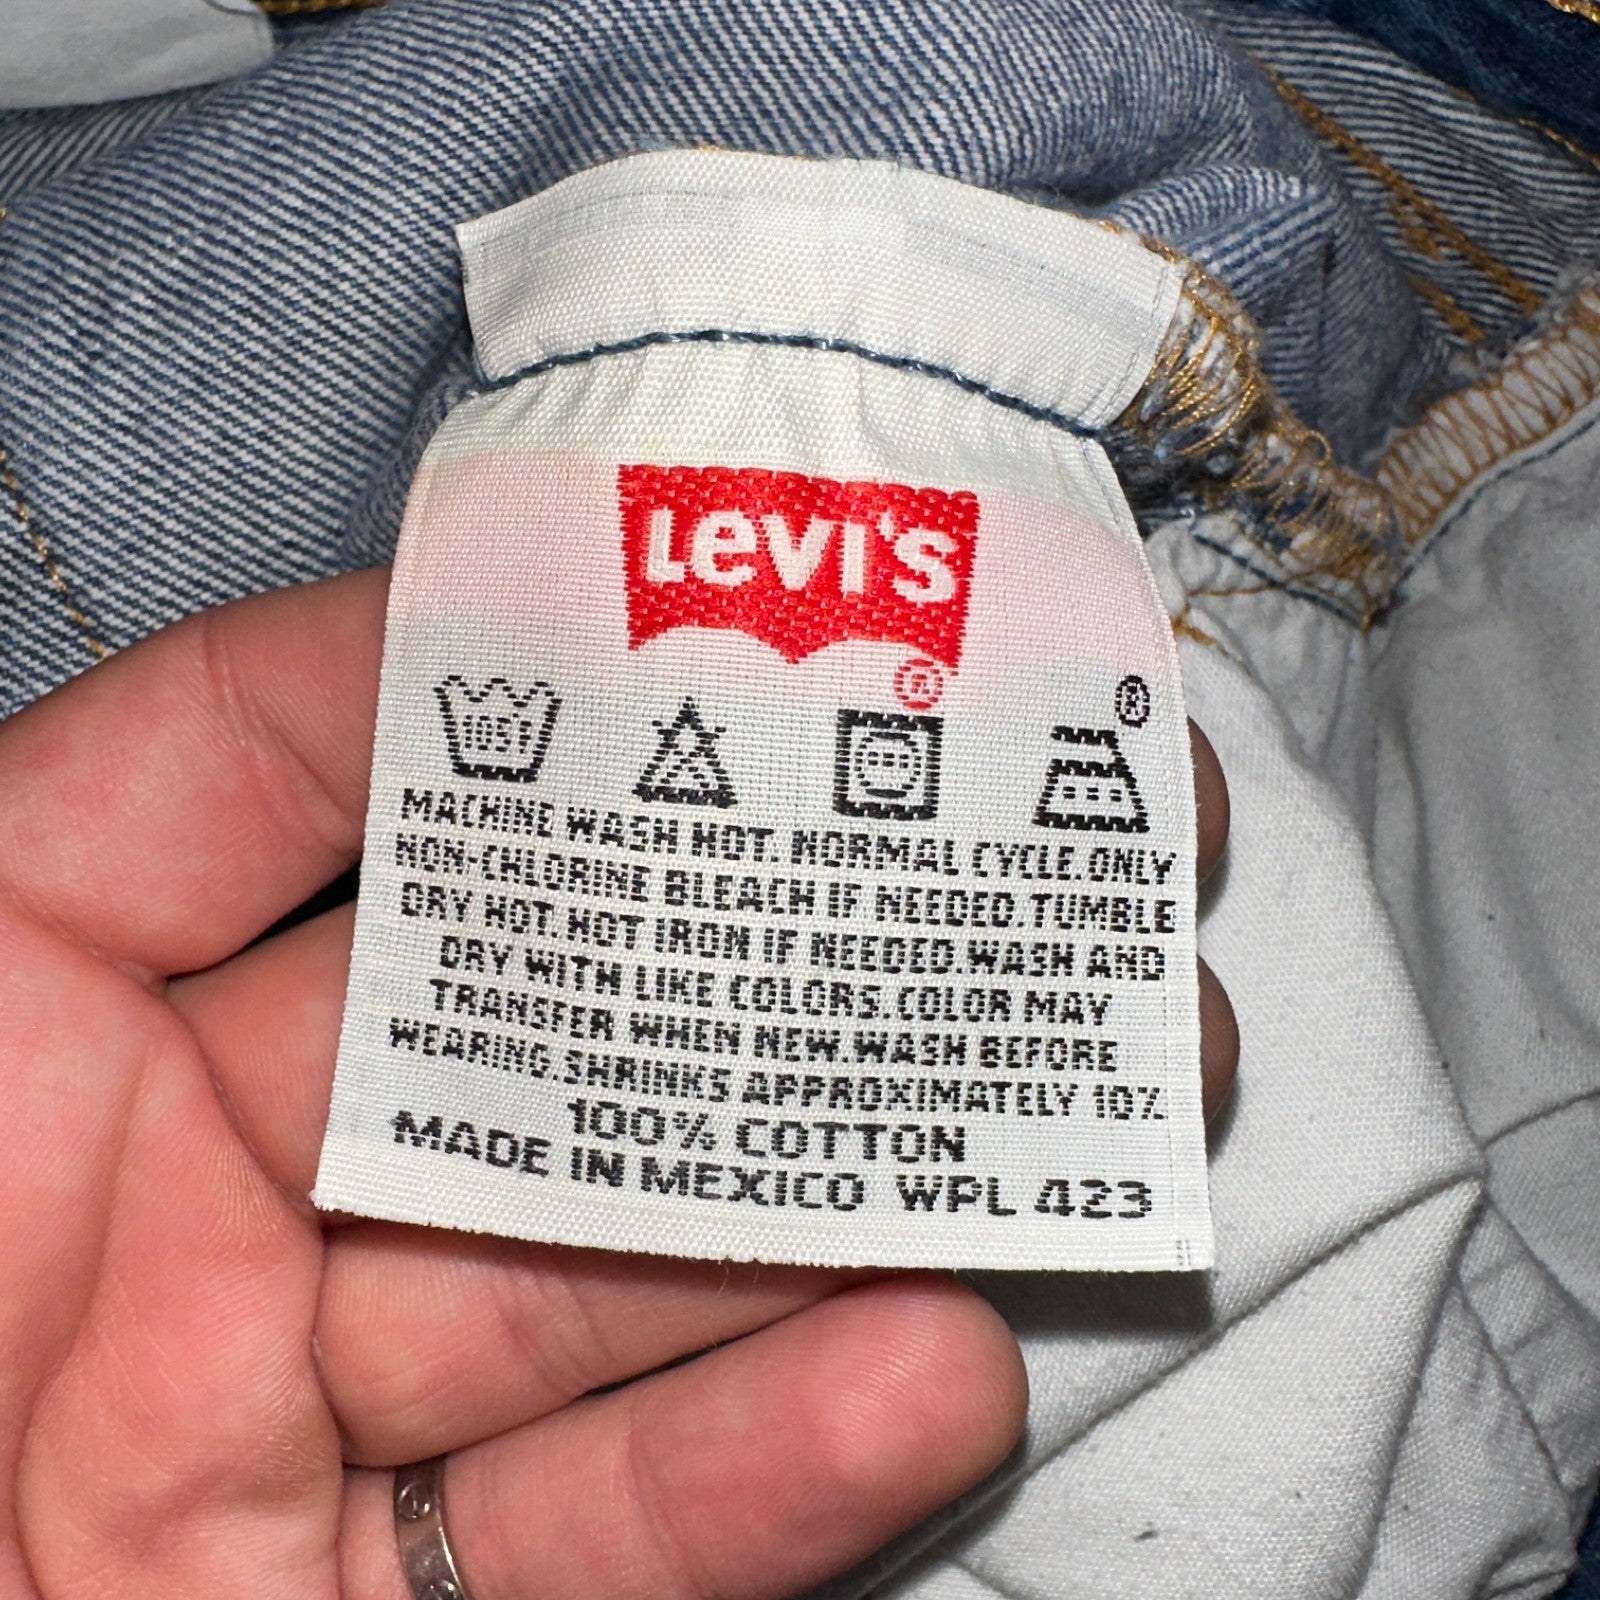 Levi's
®
®
105F
MACHINE WASH HOT. NORMAL CYCLE.ONLY
NON-CHLORINE BLEACH IF NEEDED.TUMBLE
DRY HOT.HOT IRON IF NEEDED.WASH AND
DRY WITH LIKE COLORS.COLOR MAY
TRANSFER WHEN NEW.WASH BEFORE
WEARING.SHRINKS APPROXIMATELY 10%
100% COTTON
MADE IN MEXICO WPL 423